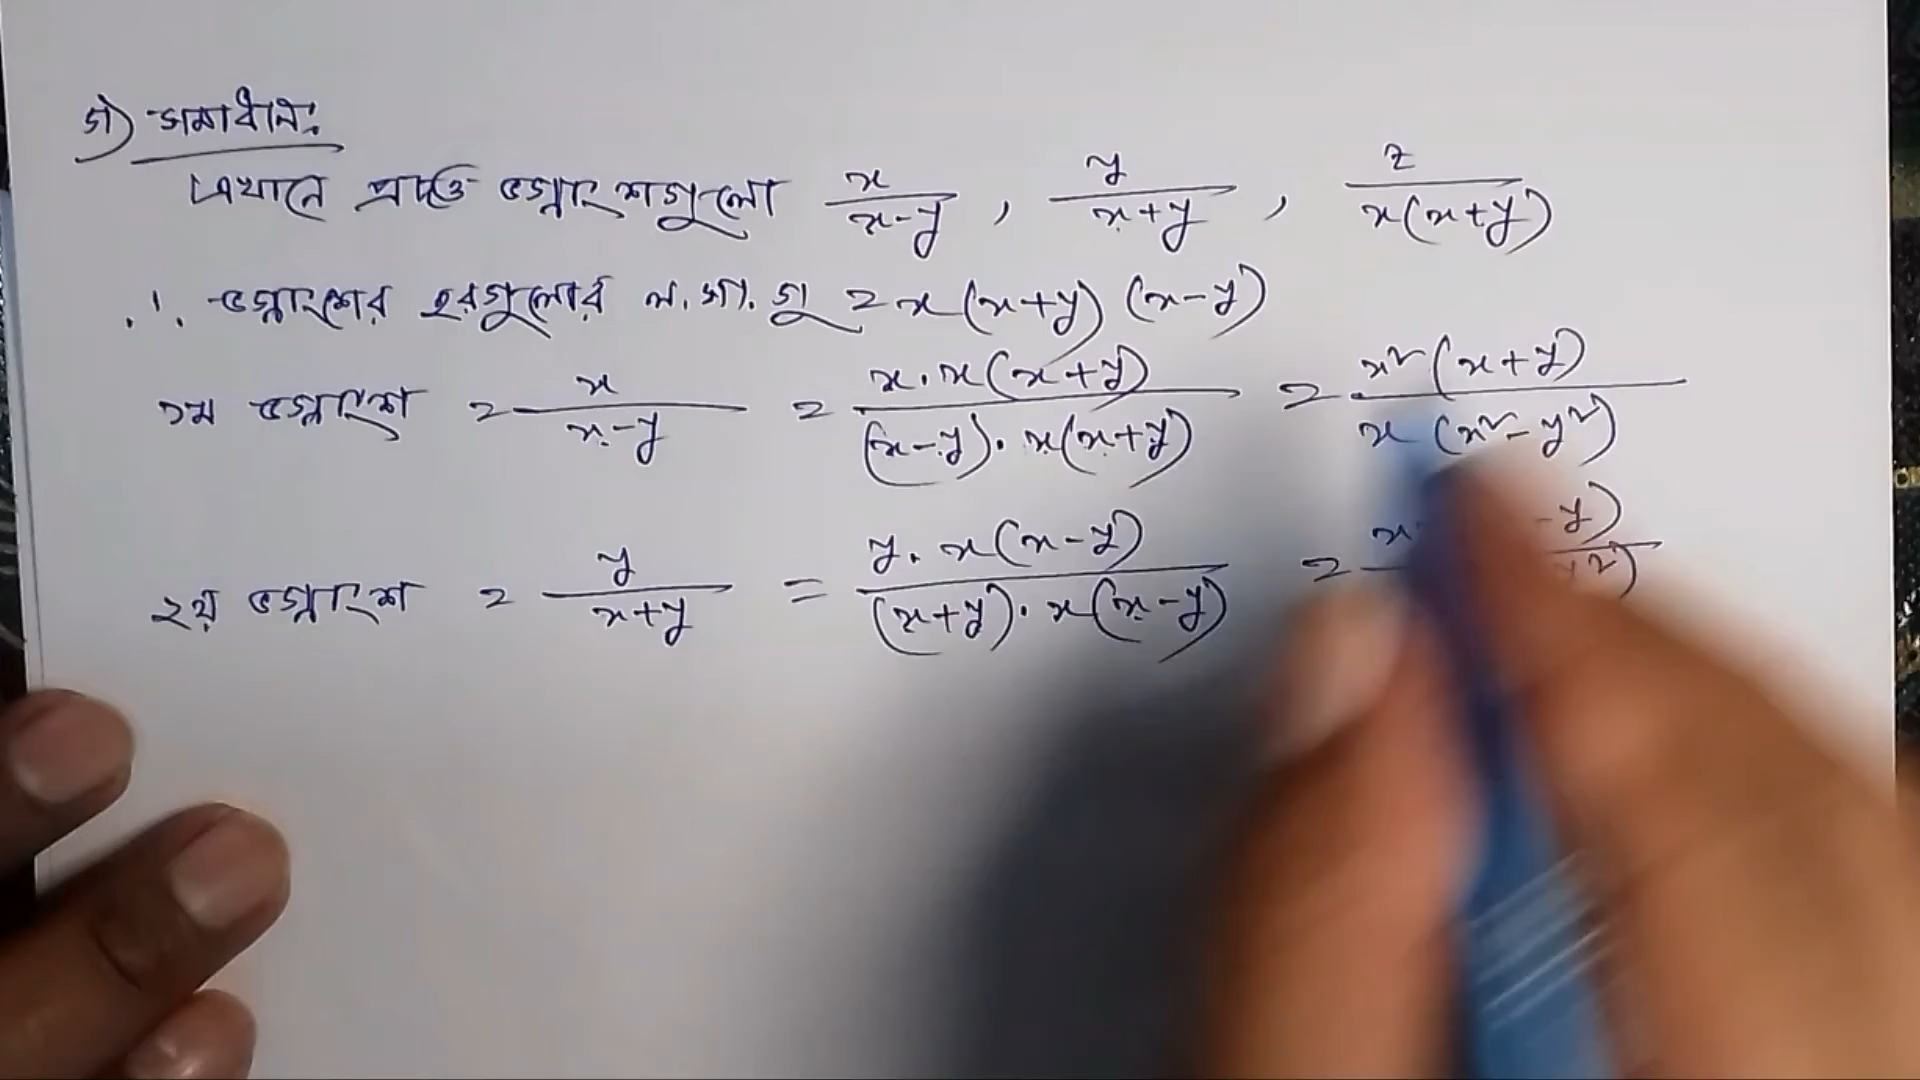 গ) সমাধান:
এখানে প্রদত্ত ভগ্নাংশগুলো x/(x-y) , y/(x+y) , z/(x(x+y))
∴ ভগ্নাংশের হরগুলোর ল.সা.গু = x(x+y)(x-y)
১ম ভগ্নাংশ = x/(x-y) = (x.x(x+y))/((x-y).x(x+y)) = (x²(x+y))/(x(x²-y²))
২য় ভগ্নাংশ = y/(x+y) = (y.x(x-y))/((x+y).x(x-y)) =